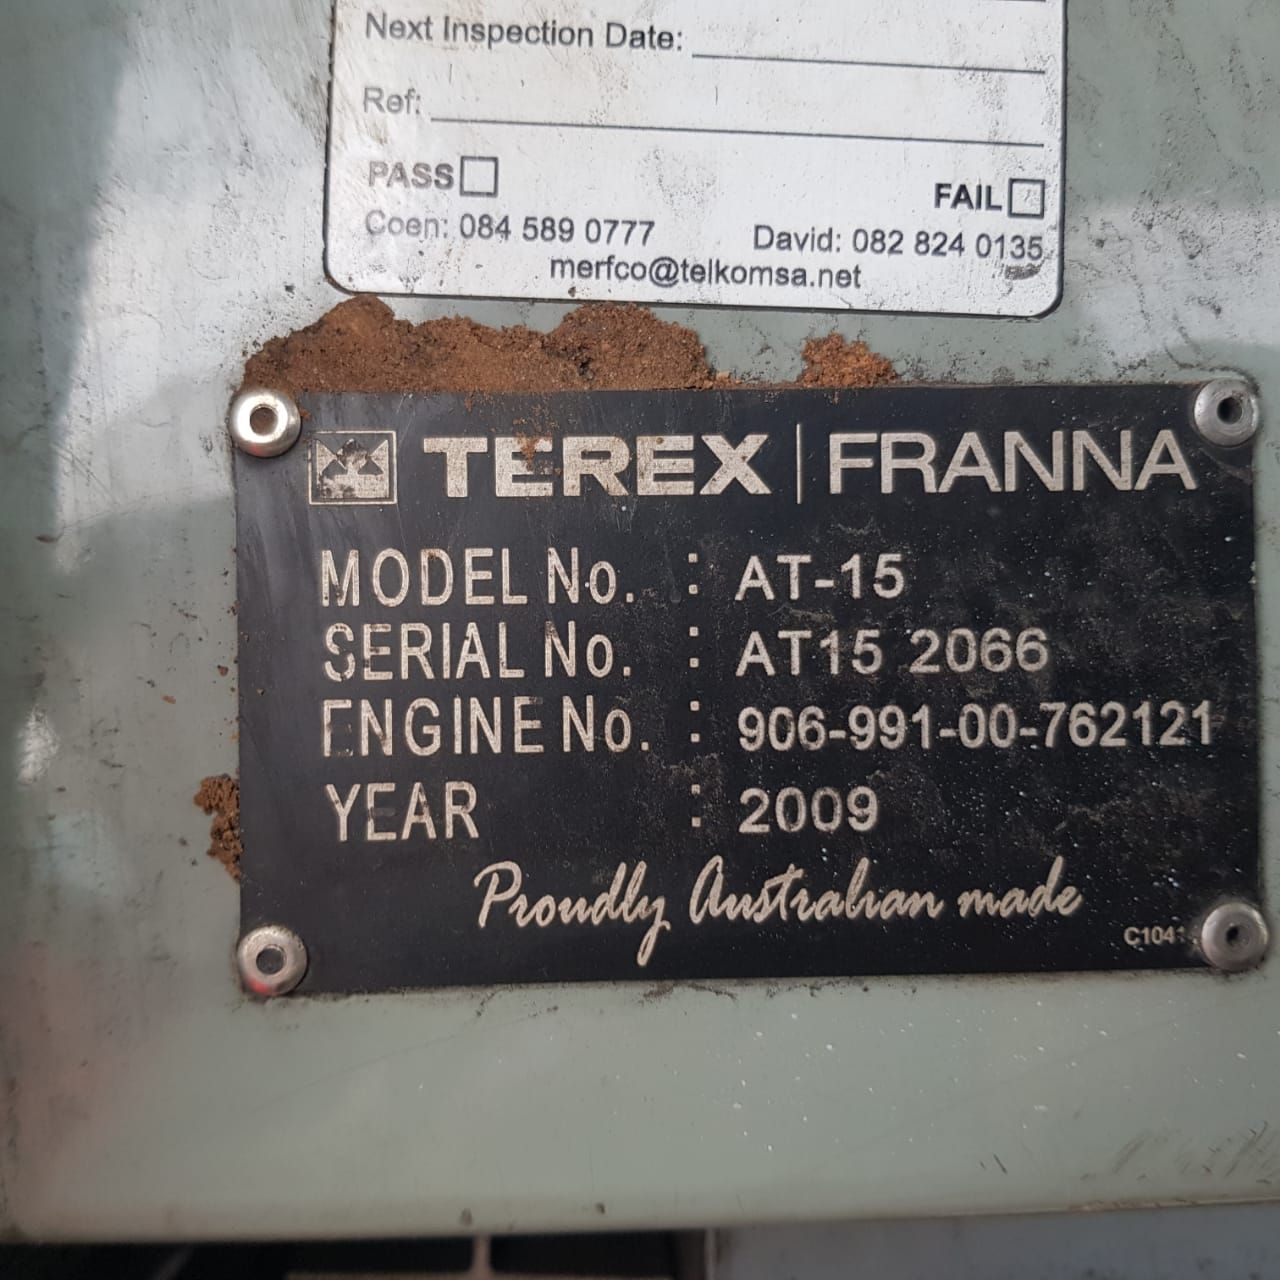 Next Inspection Date:
Ref:
PASS
FAIL
Coen: 084 589 0777 David: 082 824 0135
merfco@telkomsa.net
TEREX | FRANNA
MODEL No. : AT-15
SERIAL No. : AT15 2066
ENGINE No. : 906-991-00-762121
YEAR : 2009
Proudly Australian made